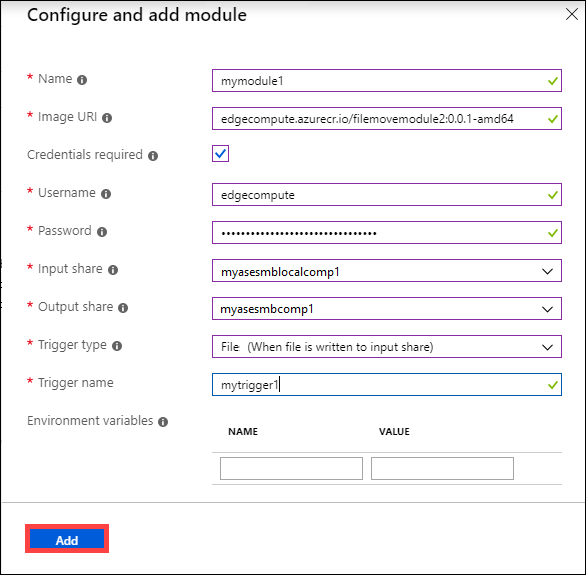 Configure and add module
* Name
mymodule1
* Image URI
edgecompute.azurecr.io/filemovemodule2:0.0.1-amd64
Credentials required
* Username
edgecompute
* Password
••••••••••••••••••••••••••••••••
* Input share
myasesmblocalcomp1
* Output share
myasesmbcomp1
* Trigger type
File (When file is written to input share)
* Trigger name
mytrigger1
Environment variables
NAME VALUE
Add